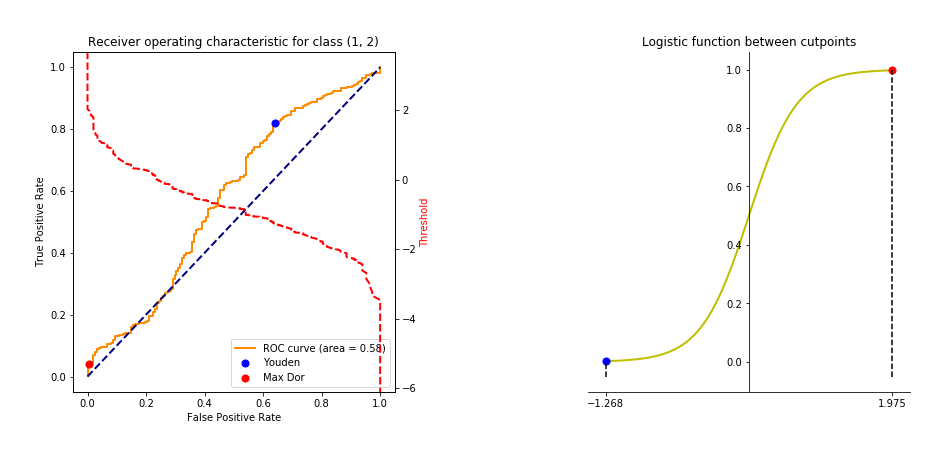 Receiver operating characteristic for class (1, 2)
1.0
0.8
0.6
0.4
0.2
0.0
True Positive Rate
0.0 0.2 0.4 0.6 0.8 1.0
False Positive Rate
2
0
−2
−4
−6
Threshold
ROC curve (area = 0.58)
Youden
Max Dor
Logistic function between cutpoints
1.0
0.8
0.6
0.4
0.2
0.0
−1.268 1.975